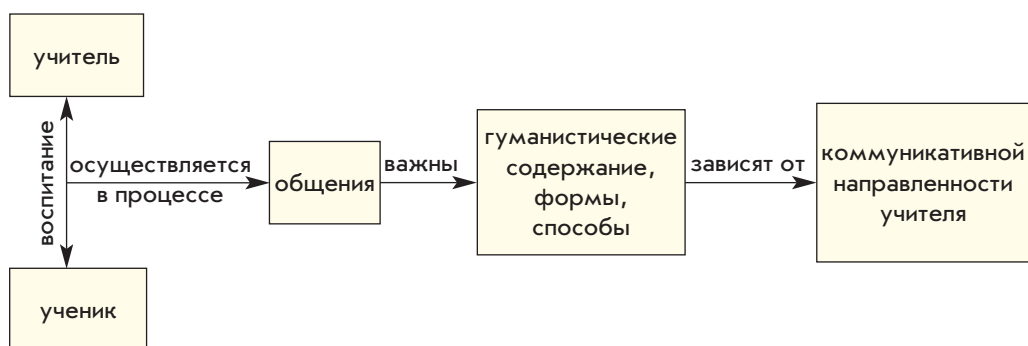 учитель
воспитание
ученик
осуществляется
в процессе
общения
важны
гуманистические
содержание,
формы,
способы
зависят от
коммуникативной
направленности
учителя